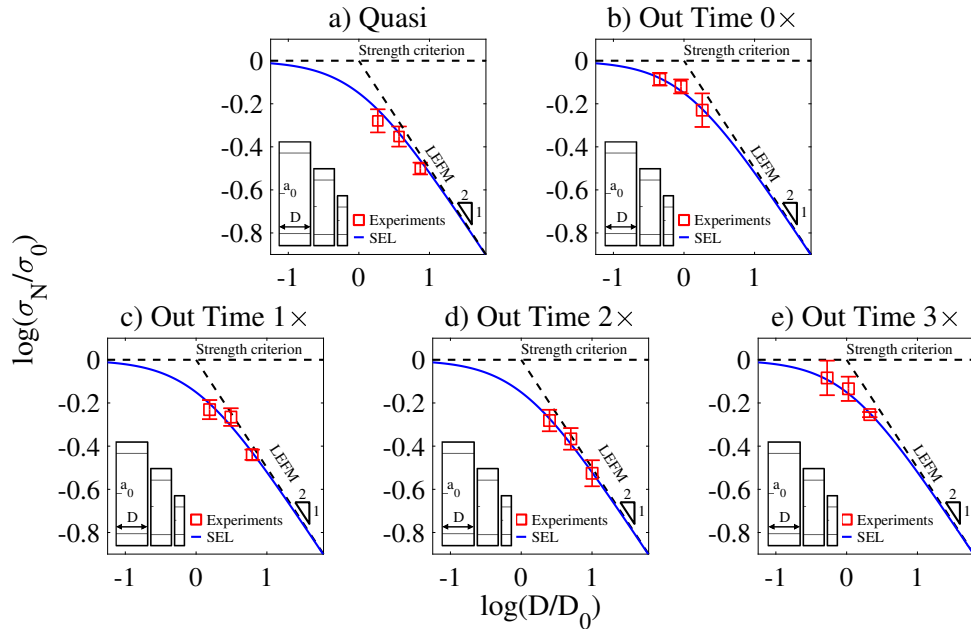 a) Quasi
Strength criterion
0
-0.2
-0.4
-0.6
-0.8
LEFM
2
1
a0
D
Experiments
SEL
-1
0
1
b) Out Time 0×
Strength criterion
0
-0.2
-0.4
-0.6
-0.8
LEFM
2
1
a0
D
Experiments
SEL
-1
0
1
log(σN/σ0)
c) Out Time 1×
Strength criterion
0
-0.2
-0.4
-0.6
-0.8
LEFM
2
1
a0
D
Experiments
SEL
-1
0
1
d) Out Time 2×
Strength criterion
0
-0.2
-0.4
-0.6
-0.8
LEFM
2
1
a0
D
Experiments
SEL
-1
0
1
e) Out Time 3×
Strength criterion
0
-0.2
-0.4
-0.6
-0.8
LEFM
2
1
a0
D
Experiments
SEL
-1
0
1
log(D/D0)